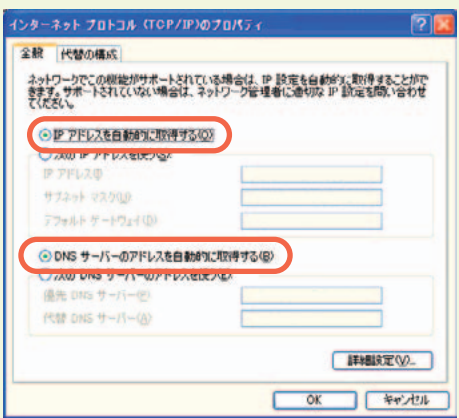 インターネット プロトコル (TCP/IP)のプロパティ
全般 代替の構成
ネットワークでこの機能がサポートされている場合は、IP 設定を自動的に取得することがで
きます。サポートされていない場合は、ネットワーク管理者に適切な IP 設定を問い合わせ
てください。
IP アドレスを自動的に取得する(O)
次の IP アドレスを使う(S)
IP アドレス(I)
サブネット マスク(U)
デフォルト ゲートウェイ(D)
DNS サーバーのアドレスを自動的に取得する(B)
次の DNS サーバーのアドレスを使う(E)
優先 DNS サーバー(P)
代替 DNS サーバー(A)
詳細設定(V)...
OK キャンセル